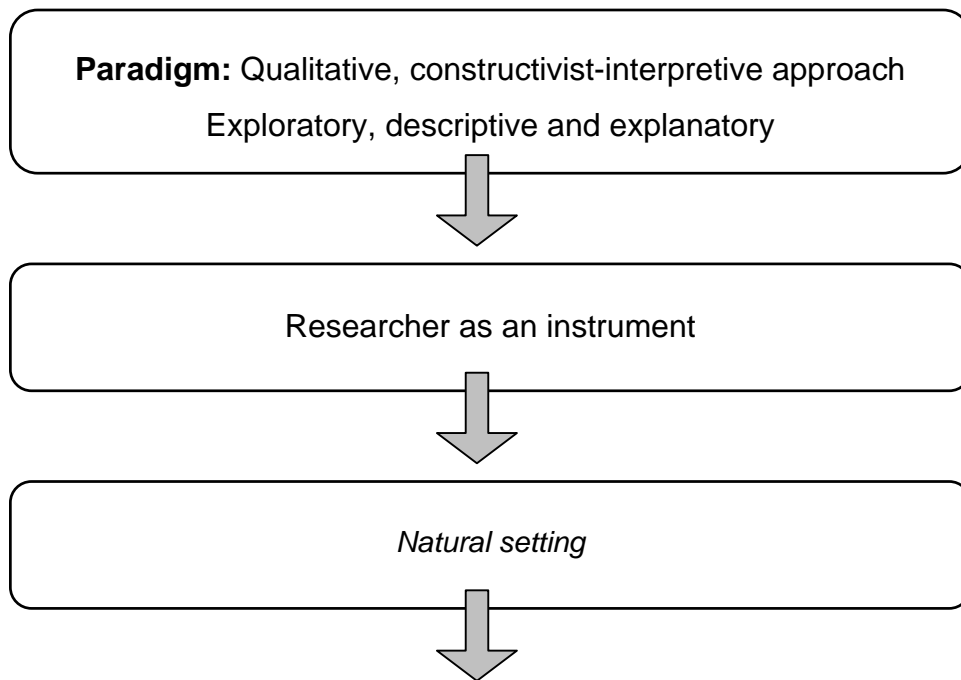 Paradigm: Qualitative, constructivist-interpretive approach
Exploratory, descriptive and explanatory
Researcher as an instrument
Natural setting